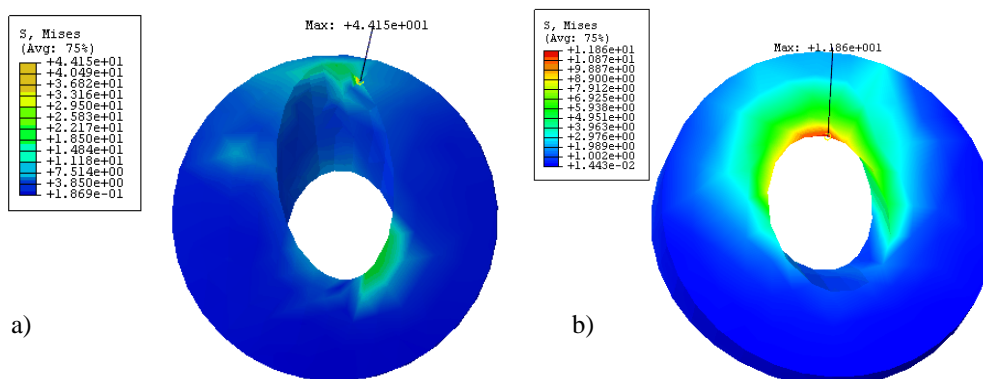 S, Mises
(Avg: 75%)
+4.415e+01
+4.049e+01
+3.682e+01
+3.316e+01
+2.950e+01
+2.583e+01
+2.217e+01
+1.850e+01
+1.484e+01
+1.118e+01
+7.514e+00
+3.850e+00
+1.869e-01
Max: +4.415e+001
a)
S, Mises
(Avg: 75%)
+1.186e+01
+1.087e+01
+9.887e+00
+8.900e+00
+7.912e+00
+6.925e+00
+5.938e+00
+4.951e+00
+3.963e+00
+2.976e+00
+1.989e+00
+1.002e+00
+1.443e-02
Max: +1.186e+001
b)